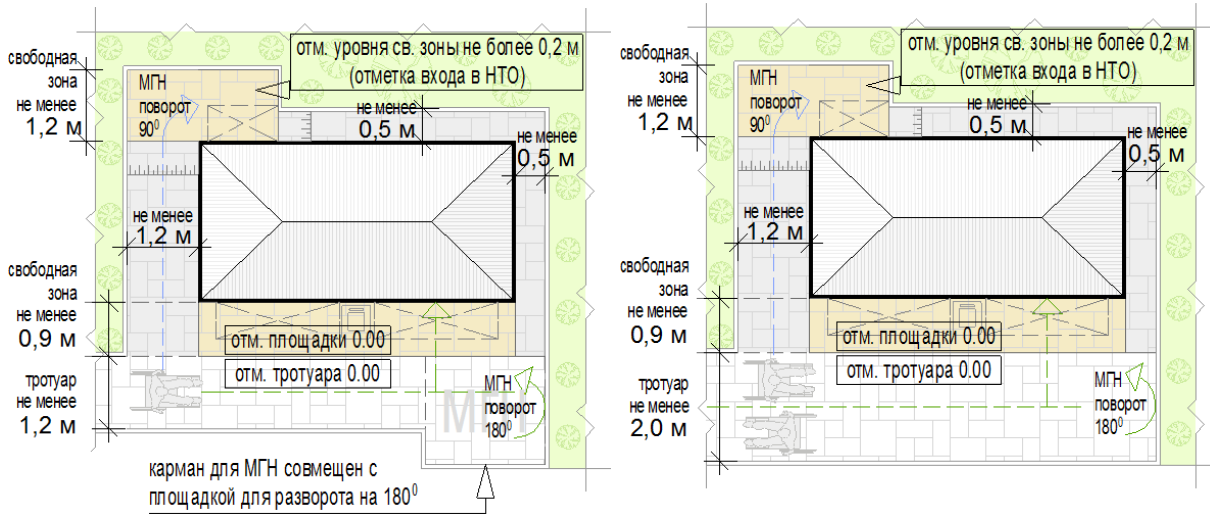 отм. уровня св. зоны не более 0,2 м
(отметка входа в НТО)
свободная
зона
не менее
1,2 м
МГН
поворот
90⁰
не менее
0,5 м
не менее
0,5 м
не менее
1,2 м
свободная
зона
не менее
0,9 м
отм. площадки 0.00
отм. тротуара 0.00
тротуар
не менее
1,2 м
МГН
МГН
поворот
180⁰
карман для МГН совмещен с
площадкой для разворота на 180⁰
отм. уровня св. зоны не более 0,2 м
(отметка входа в НТО)
свободная
зона
не менее
1,2 м
МГН
поворот
90⁰
не менее
0,5 м
не менее
0,5 м
не менее
1,2 м
свободная
зона
не менее
0,9 м
отм. площадки 0.00
отм. тротуара 0.00
тротуар
не менее
2,0 м
МГН
поворот
180⁰